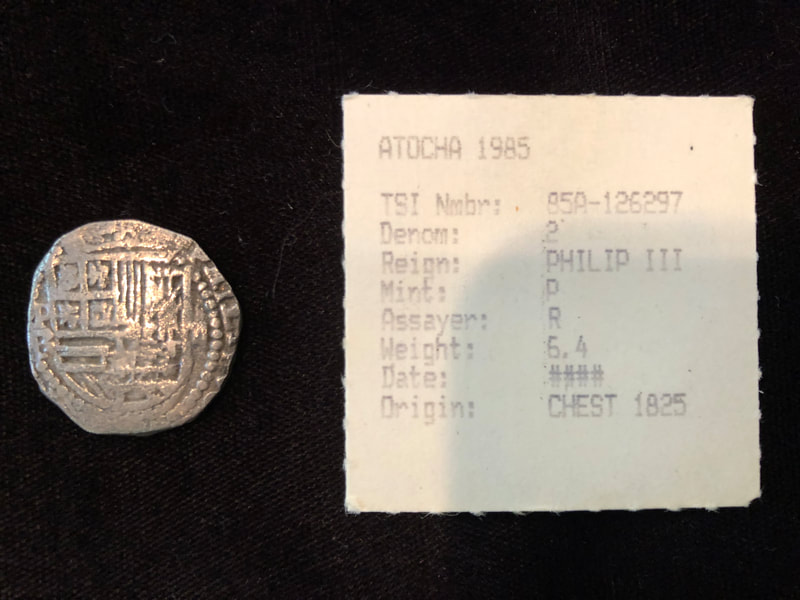 ATOCHA 1985
TSI Nmbr: 85A-126297
Denom: 2
Reign: PHILIP III
Mint: P
Assayer: R
Weight: 6.4
Date: ####
Origin: CHEST 1825